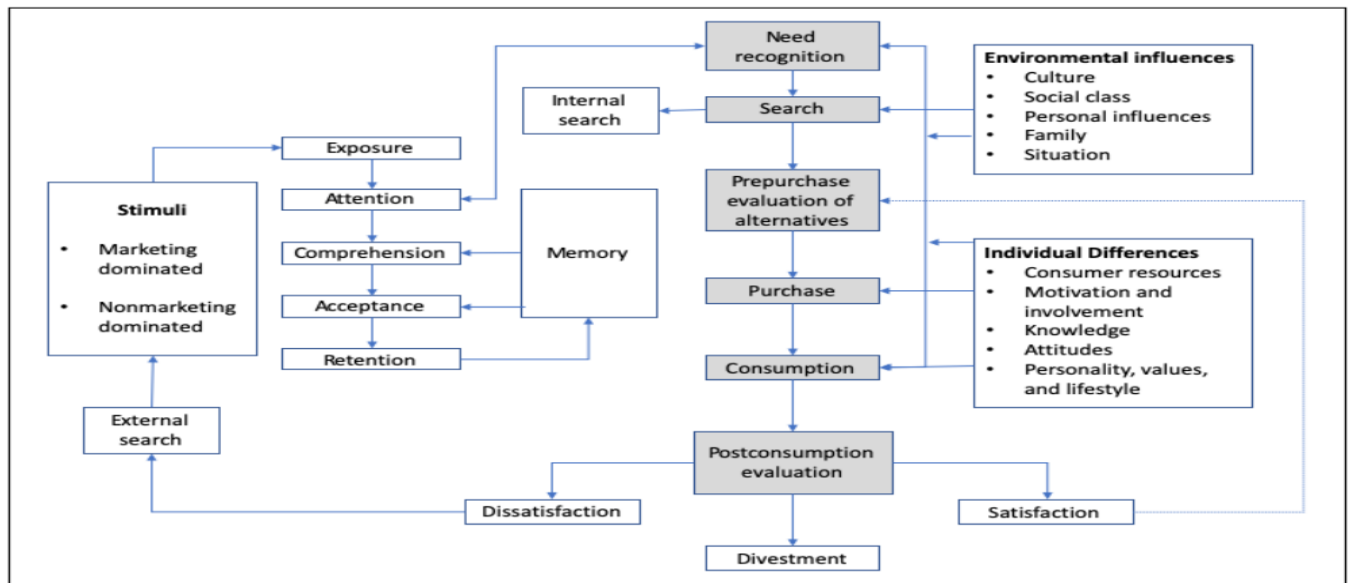 Need
recognition
Environmental influences
• Culture
• Social class
• Personal influences
• Family
• Situation
Internal
search
Search
Exposure
Stimuli
• Marketing
dominated
• Nonmarketing
dominated
Attention
Prepurchase
evaluation of
alternatives
Comprehension
Memory
Individual Differences
• Consumer resources
• Motivation and
involvement
• Knowledge
• Attitudes
• Personality, values,
and lifestyle
Acceptance
Purchase
Retention
Consumption
External
search
Postconsumption
evaluation
Dissatisfaction
Satisfaction
Divestment